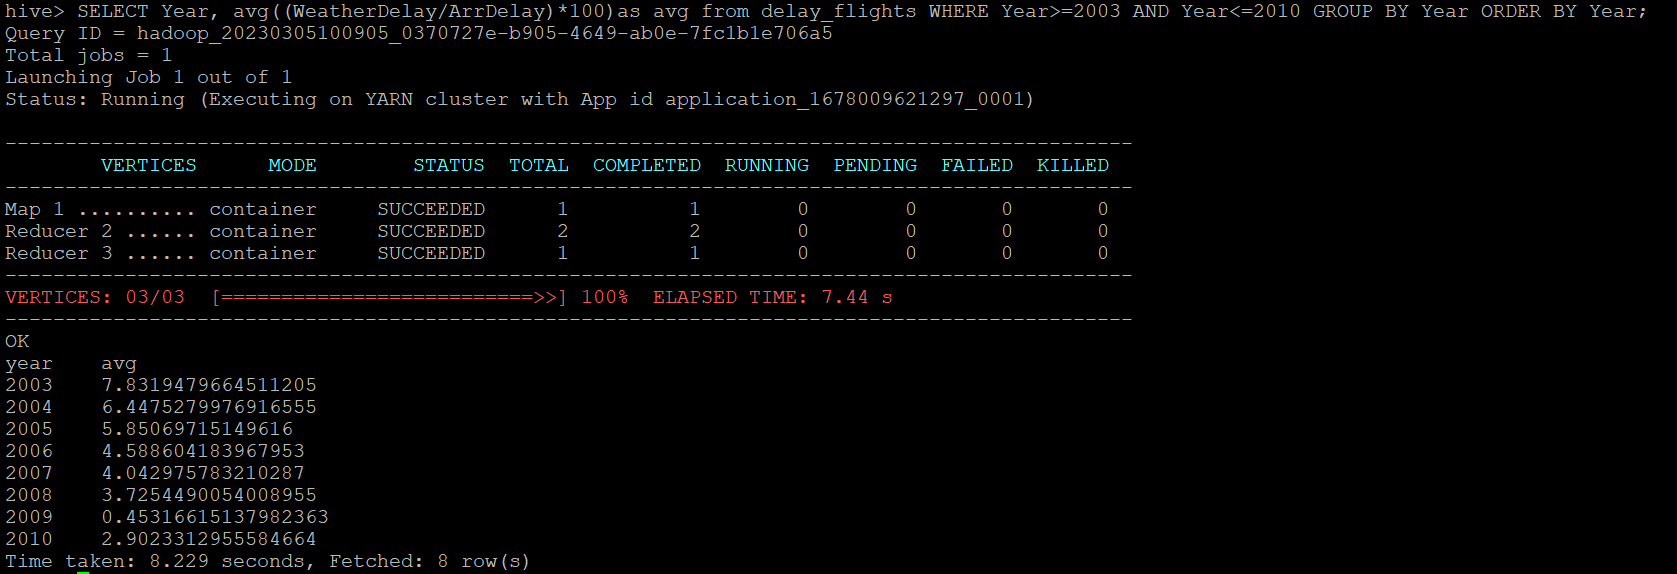 hive> SELECT Year, avg((WeatherDelay/ArrDelay)*100)as avg from delay_flights WHERE Year>=2003 AND Year<=2010 GROUP BY Year ORDER BY Year;
Query ID = hadoop_20230305100905_0370727e-b905-4649-ab0e-7fc1b1e706a5
Total jobs = 1
Launching Job 1 out of 1
Status: Running (Executing on YARN cluster with App id application_1678009621297_0001)
----------------------------------------------------------------------------------------------
        VERTICES      MODE        STATUS  TOTAL  COMPLETED  RUNNING  PENDING  FAILED  KILLED
----------------------------------------------------------------------------------------------
Map 1 .......... container     SUCCEEDED      1          1        0        0       0       0
Reducer 2 ...... container     SUCCEEDED      2          2        0        0       0       0
Reducer 3 ...... container     SUCCEEDED      1          1        0        0       0       0
----------------------------------------------------------------------------------------------
VERTICES: 03/03  [==========================>>] 100%  ELAPSED TIME: 7.44 s
----------------------------------------------------------------------------------------------
OK
year    avg
2003    7.8319479664511205
2004    6.4475279976916555
2005    5.85069715149616
2006    4.588604183967953
2007    4.042975783210287
2008    3.7254490054008955
2009    0.45316615137982363
2010    2.9023312955584664
Time taken: 8.229 seconds, Fetched: 8 row(s)